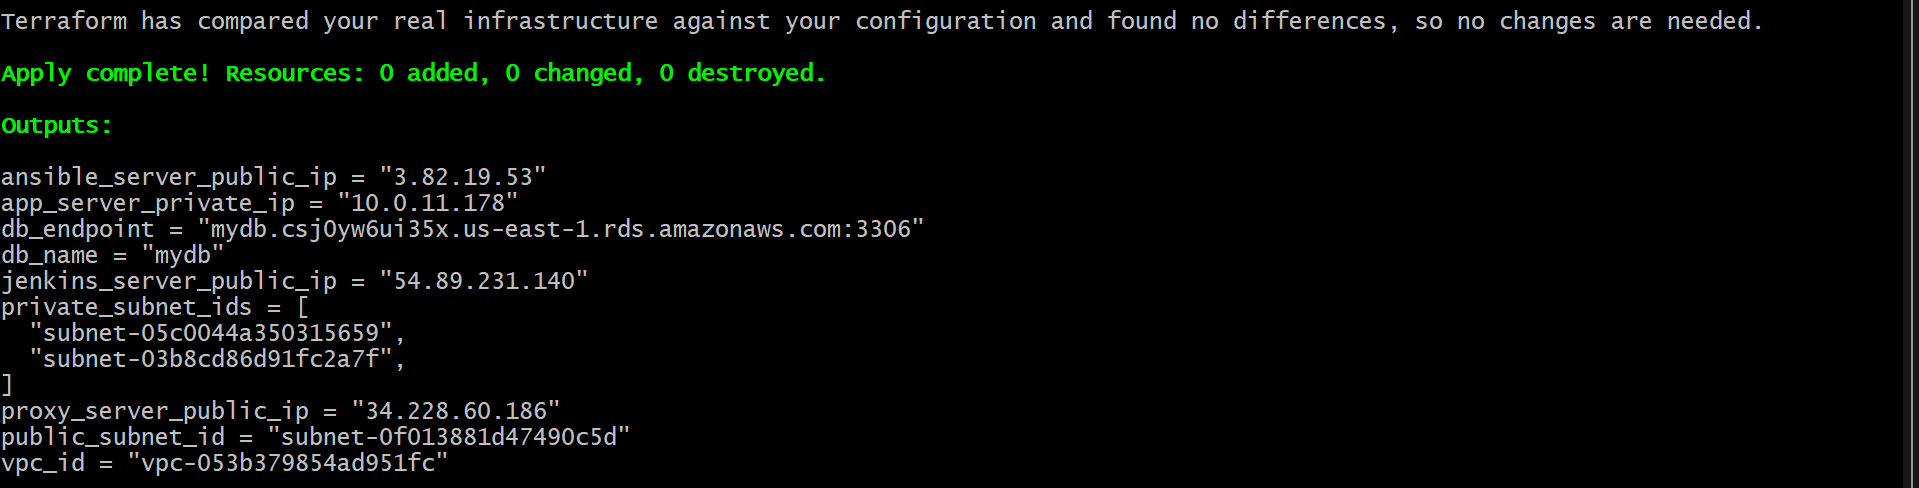 Terraform has compared your real infrastructure against your configuration and found no differences, so no changes are needed.
Apply complete! Resources: 0 added, 0 changed, 0 destroyed.
Outputs:
ansible_server_public_ip = "3.82.19.53"
app_server_private_ip = "10.0.11.178"
db_endpoint = "mydb.csj0yw6ui35x.us-east-1.rds.amazonaws.com:3306"
db_name = "mydb"
jenkins_server_public_ip = "54.89.231.140"
private_subnet_ids = [
  "subnet-05c0044a350315659",
  "subnet-03b8cd86d91fc2a7f",
]
proxy_server_public_ip = "34.228.60.186"
public_subnet_id = "subnet-0f013881d47490c5d"
vpc_id = "vpc-053b379854ad951fc"